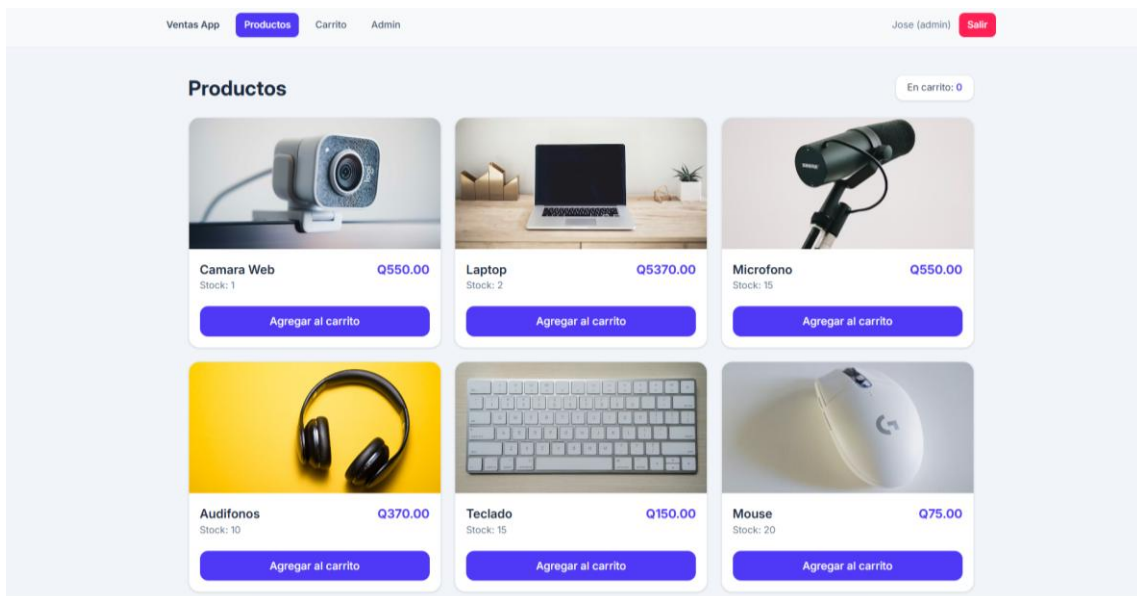 Ventas App Productos Carrito Admin Jose (admin) Salir
Productos En carrito: 0
logi
SHURE
Camara Web Q550.00
Stock: 1
Agregar al carrito
Laptop Q5370.00
Stock: 2
Agregar al carrito
Microfono Q550.00
Stock: 15
Agregar al carrito
Audifonos Q370.00
Stock: 10
Agregar al carrito
Teclado Q150.00
Stock: 15
Agregar al carrito
G
Mouse Q75.00
Stock: 20
Agregar al carrito